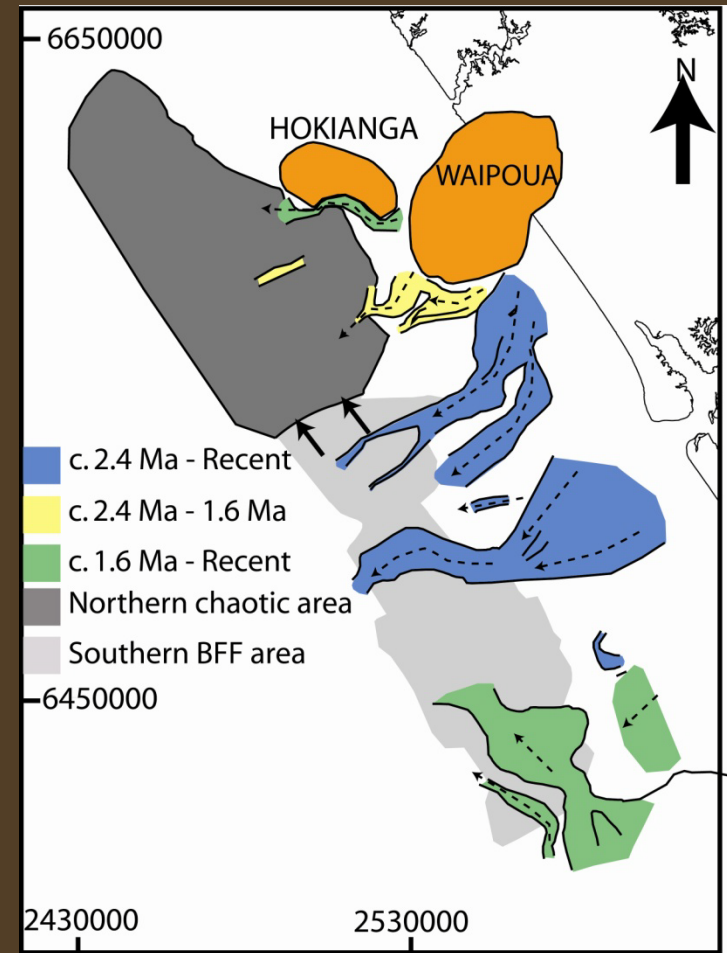 6650000
N
HOKIANGA
WAIPOUA
c. 2.4 Ma - Recent
c. 2.4 Ma - 1.6 Ma
c. 1.6 Ma - Recent
Northern chaotic area
Southern BFF area
6450000
2430000
2530000